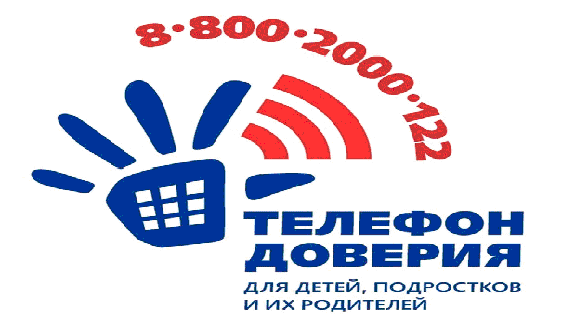 8·800·2000·122
ТЕЛЕФОН
ДОВЕРИЯ
ДЛЯ ДЕТЕЙ, ПОДРОСТКОВ
И ИХ РОДИТЕЛЕЙ